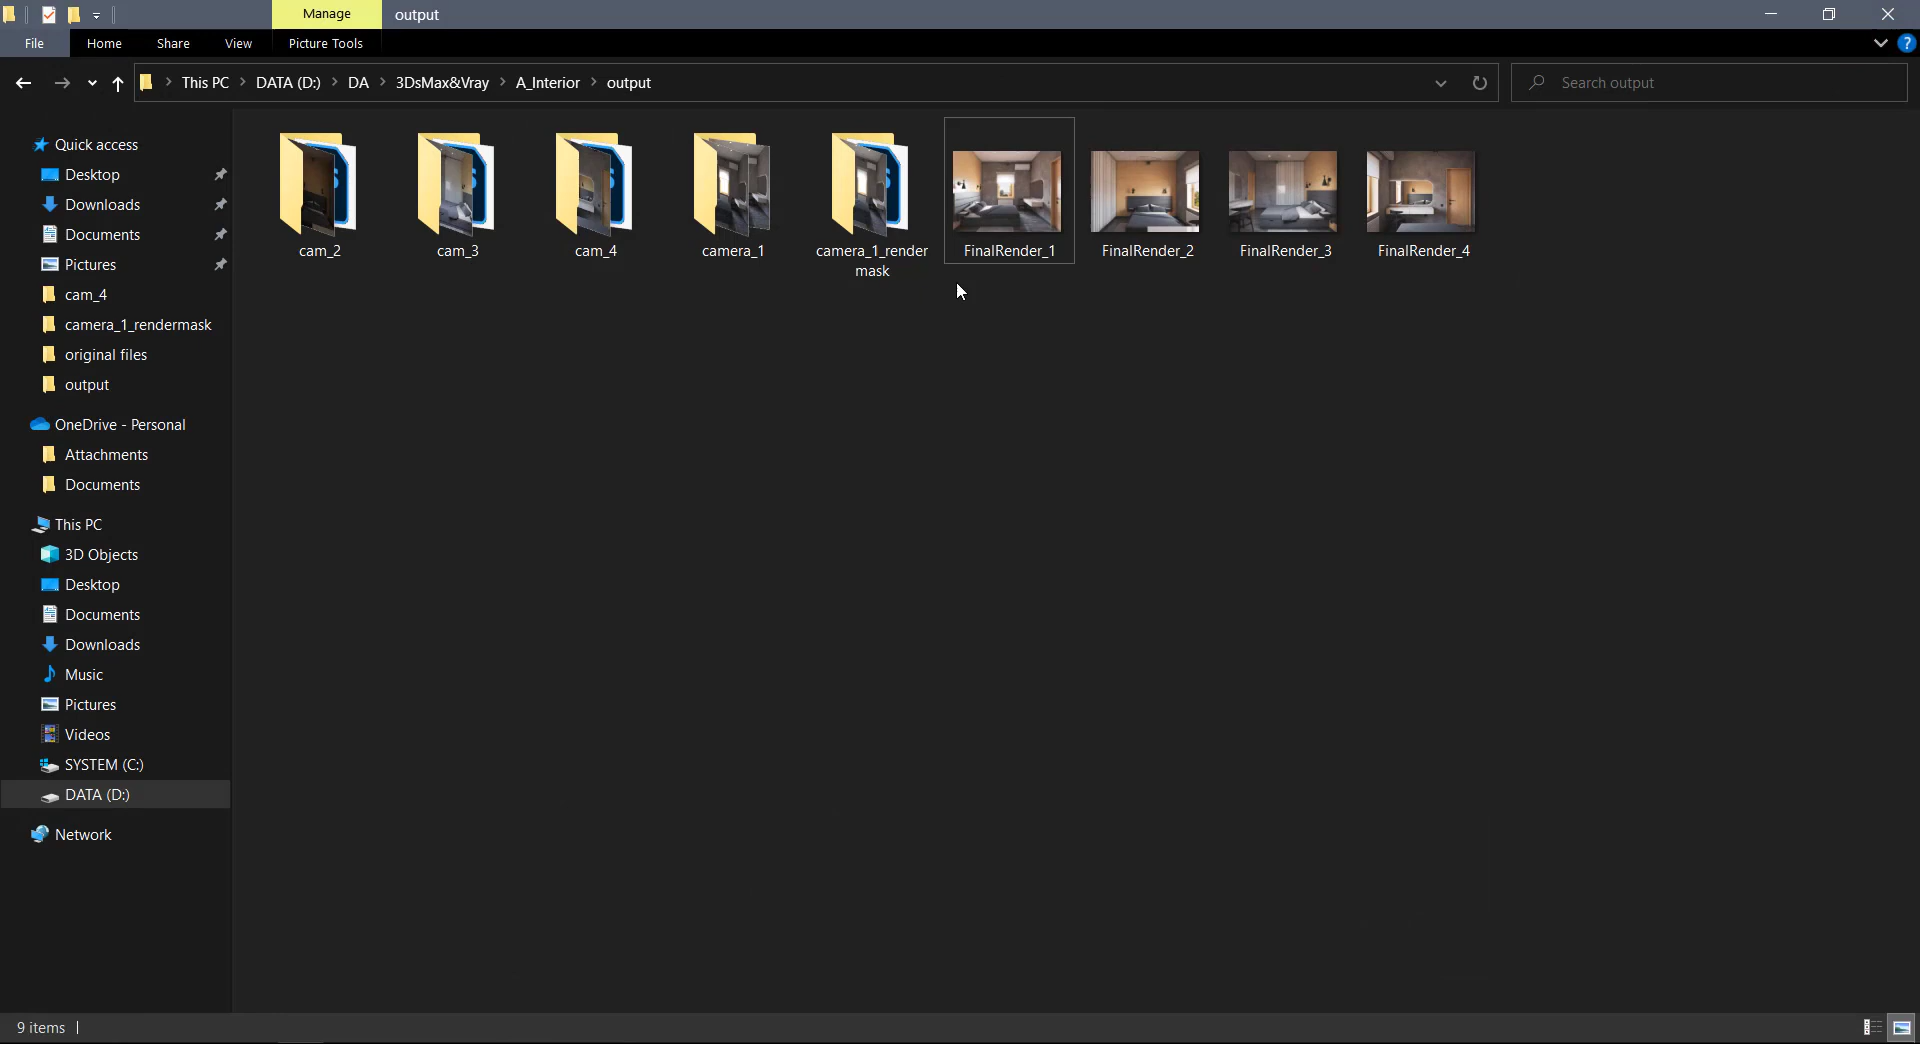 Manage
output
File
Home
Share
View
Picture Tools
?
This PC
DATA (D:)
DA
3DsMax&Vray
A_Interior
output
Search output
Quick access
Desktop
Downloads
Documents
Pictures
cam_4
camera_1_rendermask
original files
output
OneDrive - Personal
Attachments
Documents
This PC
3D Objects
Desktop
Documents
Downloads
Music
Pictures
Videos
SYSTEM (C:)
DATA (D:)
Network
cam_2
cam_3
cam_4
camera_1
camera_1_render
mask
FinalRender_1
FinalRender_2
FinalRender_3
FinalRender_4
9 items